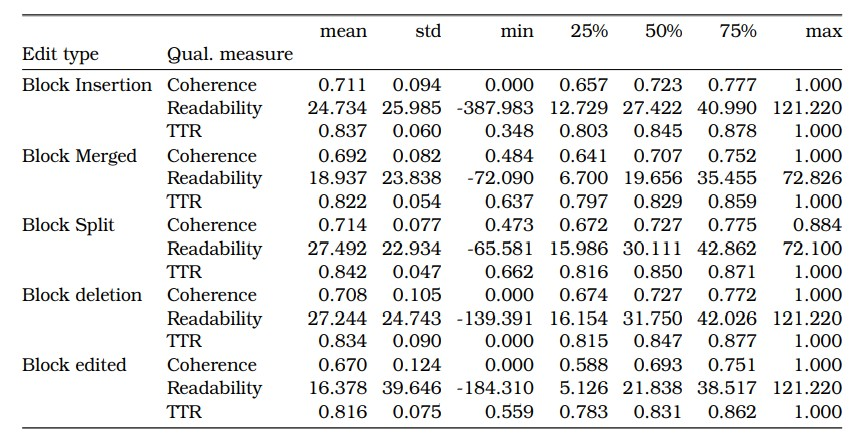 mean std min 25% 50% 75% max
Edit type Qual. measure
Block Insertion Coherence 0.711 0.094 0.000 0.657 0.723 0.777 1.000
Readability 24.734 25.985 -387.983 12.729 27.422 40.990 121.220
TTR 0.837 0.060 0.348 0.803 0.845 0.878 1.000
Block Merged Coherence 0.692 0.082 0.484 0.641 0.707 0.752 1.000
Readability 18.937 23.838 -72.090 6.700 19.656 35.455 72.826
TTR 0.822 0.054 0.637 0.797 0.829 0.859 1.000
Block Split Coherence 0.714 0.077 0.473 0.672 0.727 0.775 0.884
Readability 27.492 22.934 -65.581 15.986 30.111 42.862 72.100
TTR 0.842 0.047 0.662 0.816 0.850 0.871 1.000
Block deletion Coherence 0.708 0.105 0.000 0.674 0.727 0.772 1.000
Readability 27.244 24.743 -139.391 16.154 31.750 42.026 121.220
TTR 0.834 0.090 0.000 0.815 0.847 0.877 1.000
Block edited Coherence 0.670 0.124 0.000 0.588 0.693 0.751 1.000
Readability 16.378 39.646 -184.310 5.126 21.838 38.517 121.220
TTR 0.816 0.075 0.559 0.783 0.831 0.862 1.000